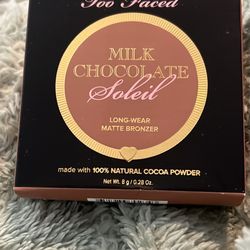 Too Faced
MILK
CHOCOLATE
Soleil
LONG-WEAR
MATTE BRONZER
made with 100% NATURAL COCOA POWDER
Net Wt. 8 g / 0.28 Oz.